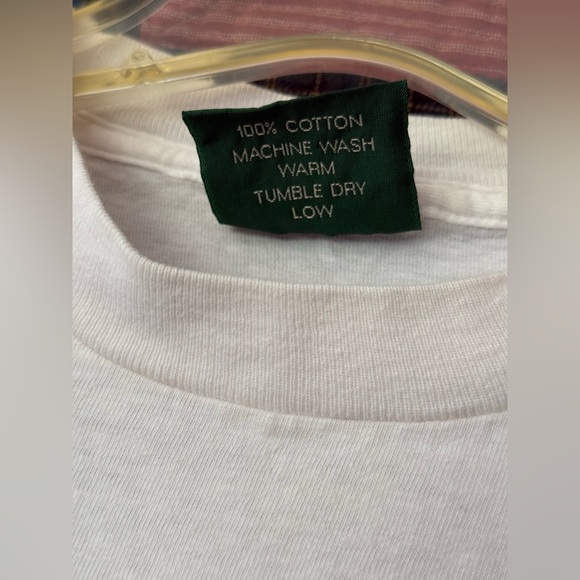 100% COTTON
MACHINE WASH
WARM
TUMBLE DRY
LOW